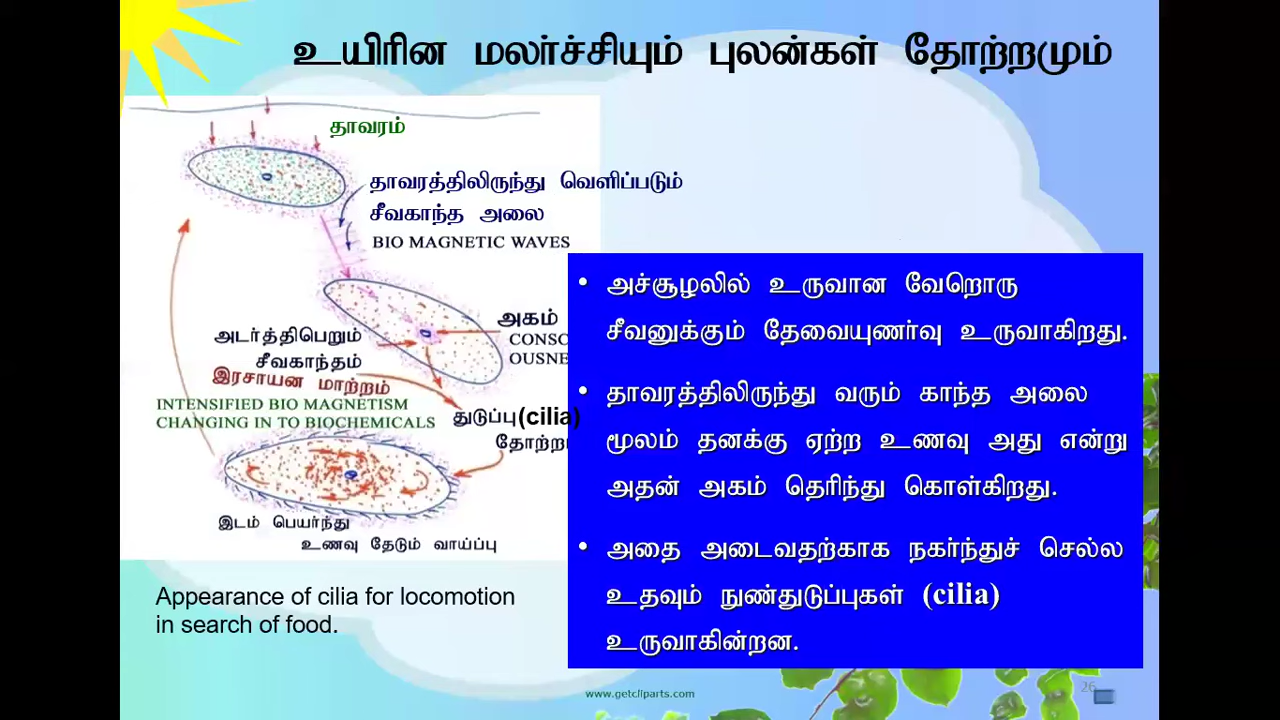 உயிரின மலர்ச்சியும் புலன்கள் தோற்றமும்
தாவரம்
தாவரத்திலிருந்து வெளிப்படும்
சீவகாந்த அலை
BIO MAGNETIC WAVES
அகம்
CONSC
OUSNE
அடர்த்திபெறும்
சீவகாந்தம்
இரசாயன மாற்றம்
INTENSIFIED BIO MAGNETISM
CHANGING IN TO BIOCHEMICALS
துடுப்பு(cilia)
தோற்ற
இடம் பெயர்ந்து
உணவு தேடும் வாய்ப்பு
Appearance of cilia for locomotion
in search of food.
• அச்சூழலில் உருவான வேறொரு
சீவனுக்கும் தேவையுணர்வு உருவாகிறது.
• தாவரத்திலிருந்து வரும் காந்த அலை
மூலம் தனக்கு ஏற்ற உணவு அது என்று
அதன் அகம் தெரிந்து கொள்கிறது.
• அதை அடைவதற்காக நகர்ந்துச் செல்ல
உதவும் நுண்துடுப்புகள் (cilia)
உருவாகின்றன.
www.getcliparts.com
26